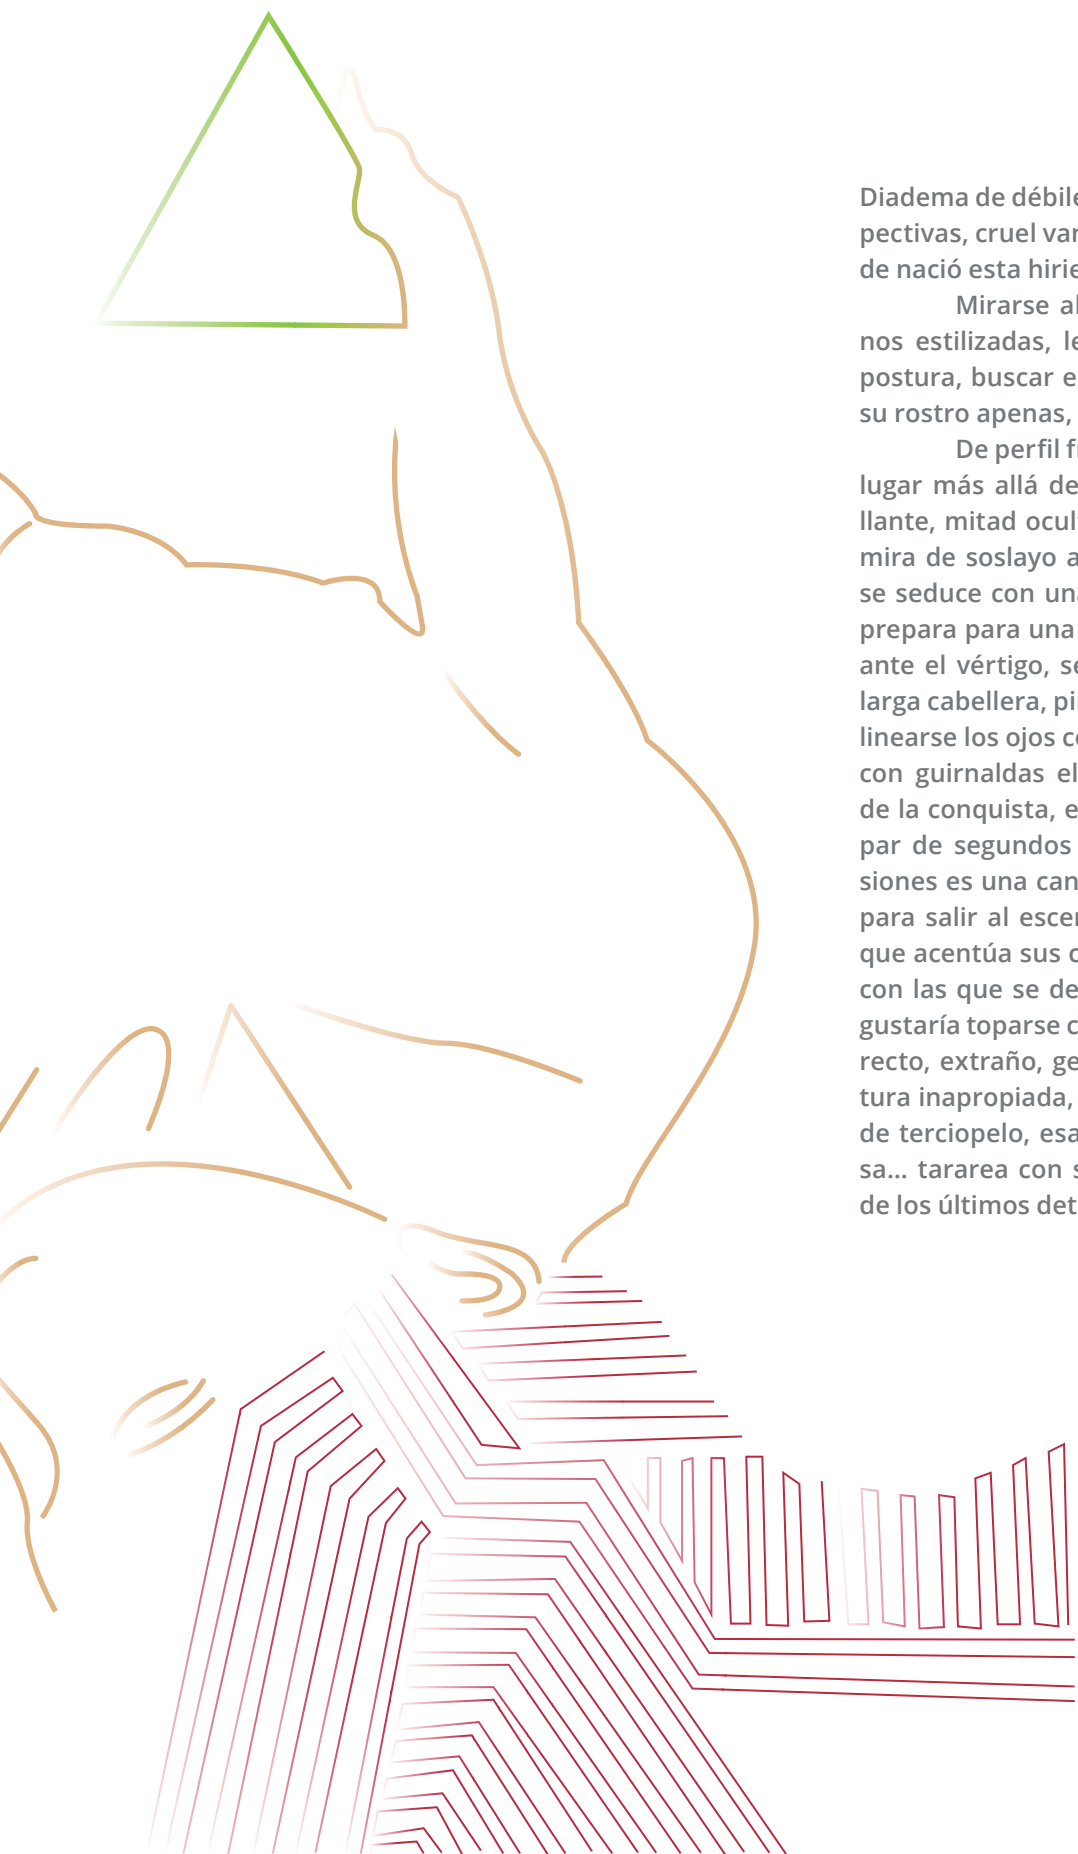 Diadema de débile
pectivas, cruel var
de nació esta hirie
Mirarse al
nos estilizadas, le
postura, buscar e
su rostro apenas,
De perfil f
lugar más allá de
llante, mitad ocul
mira de soslayo a
se seduce con una
prepara para una
ante el vértigo, se
larga cabellera, pi
linearse los ojos c
con guirnaldas el
de la conquista, e
par de segundos
siones es una can
para salir al escer
que acentúa sus c
con las que se de
gustaría toparse c
recto, extraño, ge
tura inapropiada,
de terciopelo, esa
sa... tararea con s
de los últimos det